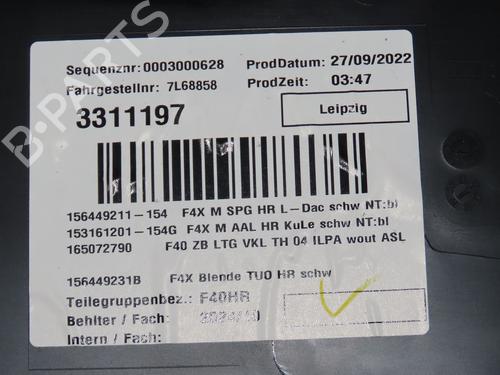 Sequenznr:0003000628 ProdDatum: 27/09/2022
Fahrgestellnr: 7L68858 ProdZeit: 03:47
3311197 Leipzig
156449211-154 F4X M SPG HR L-Dac schw NT:bl
153161201-154G F4X M AAL HR KuLe schw NT:bl
165072790 F40 ZB LTG VKL TH 04 ILPA wout ASL
156449231B F4X Blende TUO HR schw
Teilegruppenbez.: F40HR
Behlter / Fach:
Intern / Fach:
B-PARTS